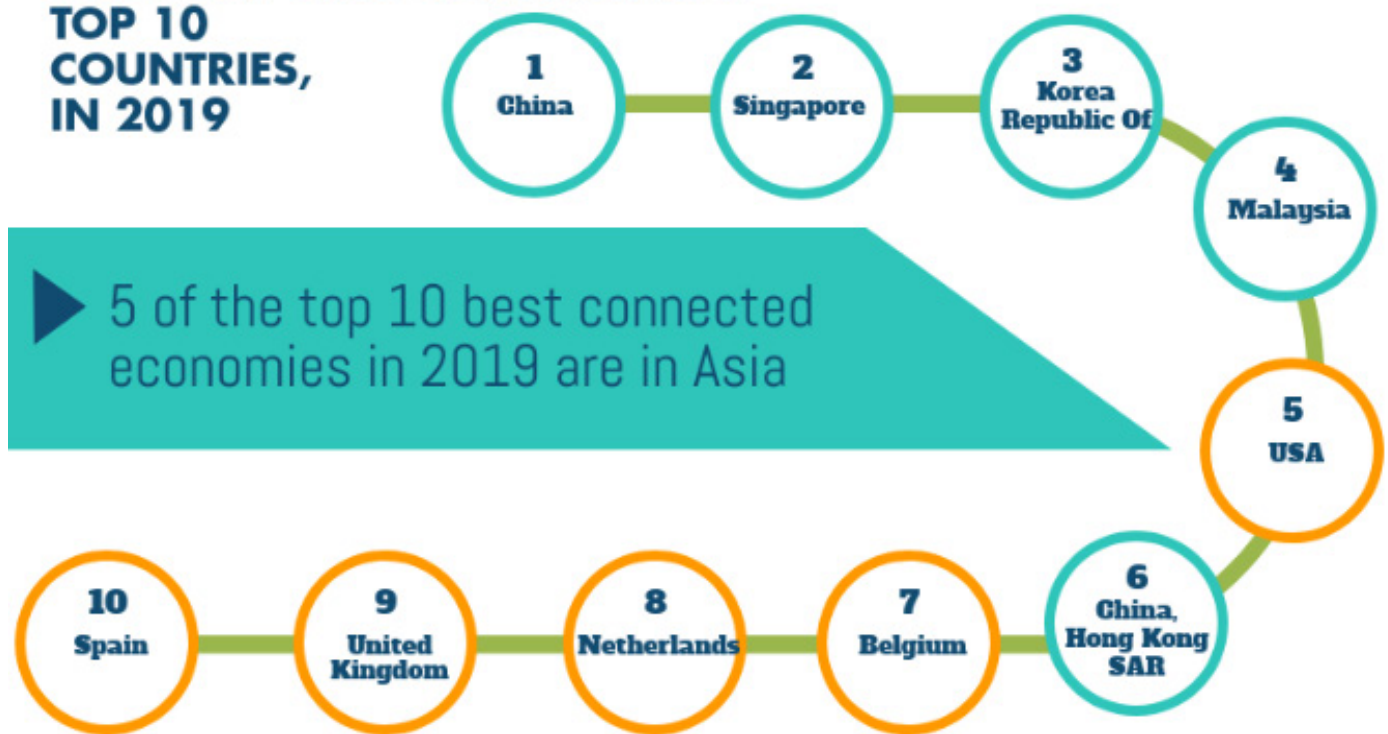 TOP 10
COUNTRIES,
IN 2019
1
China
2
Singapore
3
Korea
Republic Of
4
Malaysia
5 of the top 10 best connected
economies in 2019 are in Asia
5
USA
6
China,
Hong Kong
SAR
7
Belgium
8
Netherlands
9
United
Kingdom
10
Spain